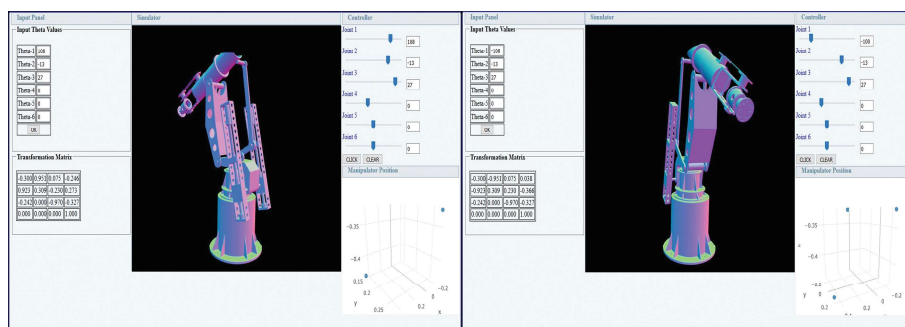 Input Panel
Simulator
Controller
Input Theta Values
Theta-1 108
Theta-2 -13
Theta-3 27
Theta-4 0
Theta-5 0
Theta-6 0
OK
Transformation Matrix
-0.300 0.951 0.075 -0.246
0.923 0.309 -0.230 0.273
-0.242 0.000 -0.970 -0.327
0.000 0.000 0.000 1.000
Joint 1
108
Joint 2
-13
Joint 3
27
Joint 4
0
Joint 5
0
Joint 6
0
CLICK CLEAR
Manipulator Position
−0.35
−0.4
0.15
0.2
y
0.25
0.2
x
0
−0.2
Input Panel
Simulator
Controller
Input Theta Values
Theta-1 -108
Theta-2 -13
Theta-3 27
Theta-4 0
Theta-5 0
Theta-6 0
OK
Transformation Matrix
-0.300 -0.951 0.075 0.038
-0.923 0.309 0.230 -0.366
-0.242 0.000 -0.970 -0.327
0.000 0.000 0.000 1.000
Joint 1
Joint 2
-13
Joint 3
27
Joint 4
0
Joint 5
0
Joint 6
0
CLICK CLEAR
Manipulator Position
−0.35
y
0
0.2
x
0
−0.2